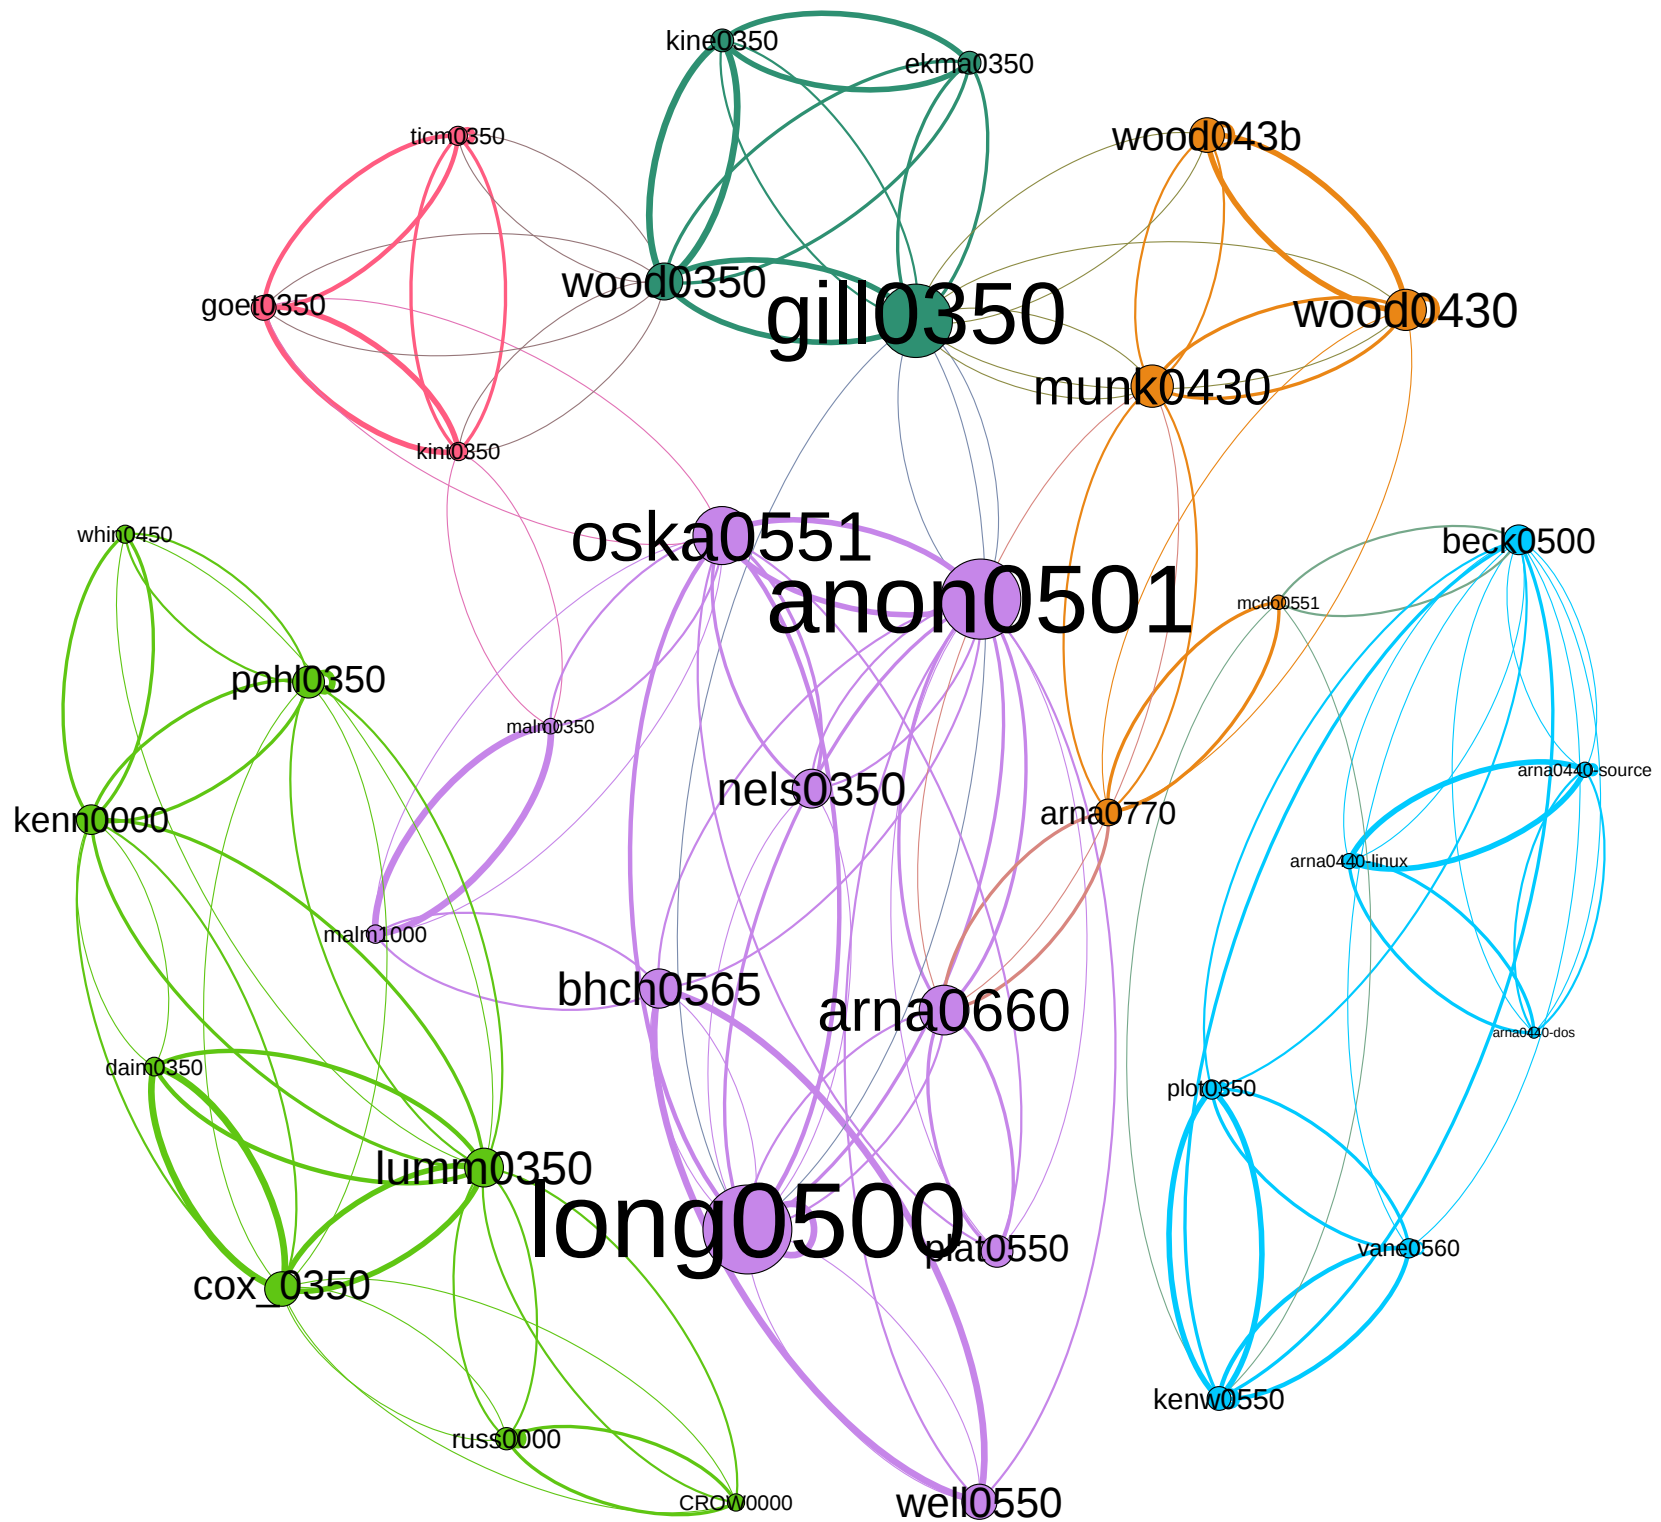 kine0350
ekma0350
ticm0350
wood043b
wood0350
goet0350
gill0350
wood0430
munk0430
kint0350
whin0450
oska0551
beck0500
anon0501
mcdo0551
pohl0350
malm0350
arna0440-source
nels0350
kenn0000
arna0770
arna0440-linux
malm1000
bhch0565
arna0660
arna0440-dos
daim0350
plot0350
lumm0350
long0500
plat0550
vane0560
cox_0350
kenw0550
russ0000
CROW0000
well0550